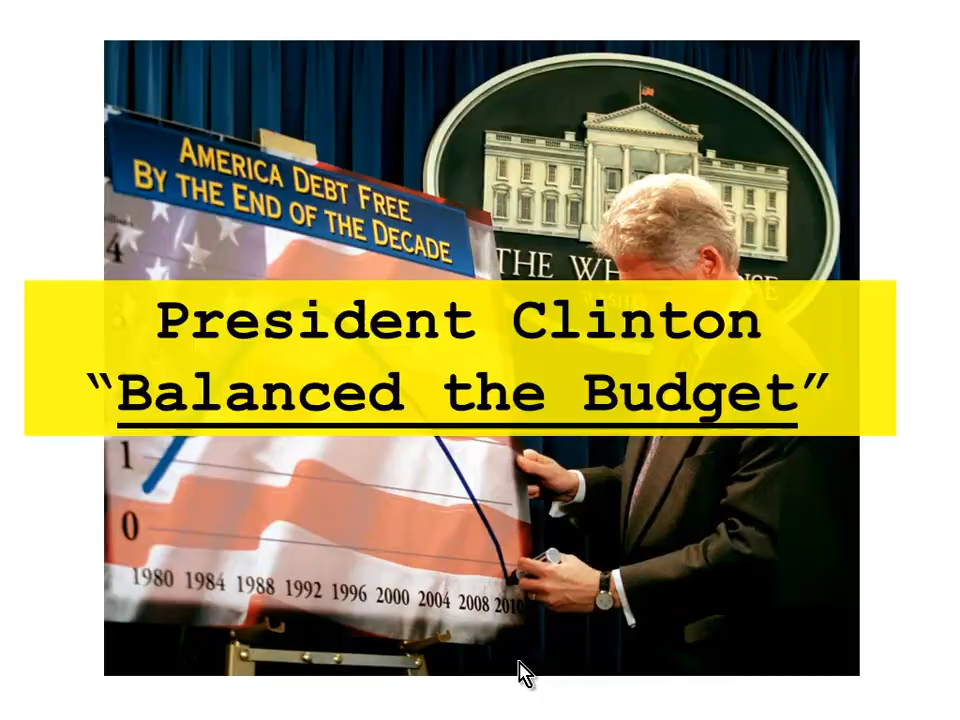 AMERICA DEBT FREE
BY THE END OF THE DECADE
4
THE WH
President Clinton
“Balanced the Budget”
1
0
1980 1984 1988 1992 1996 2000 2004 2008 2010